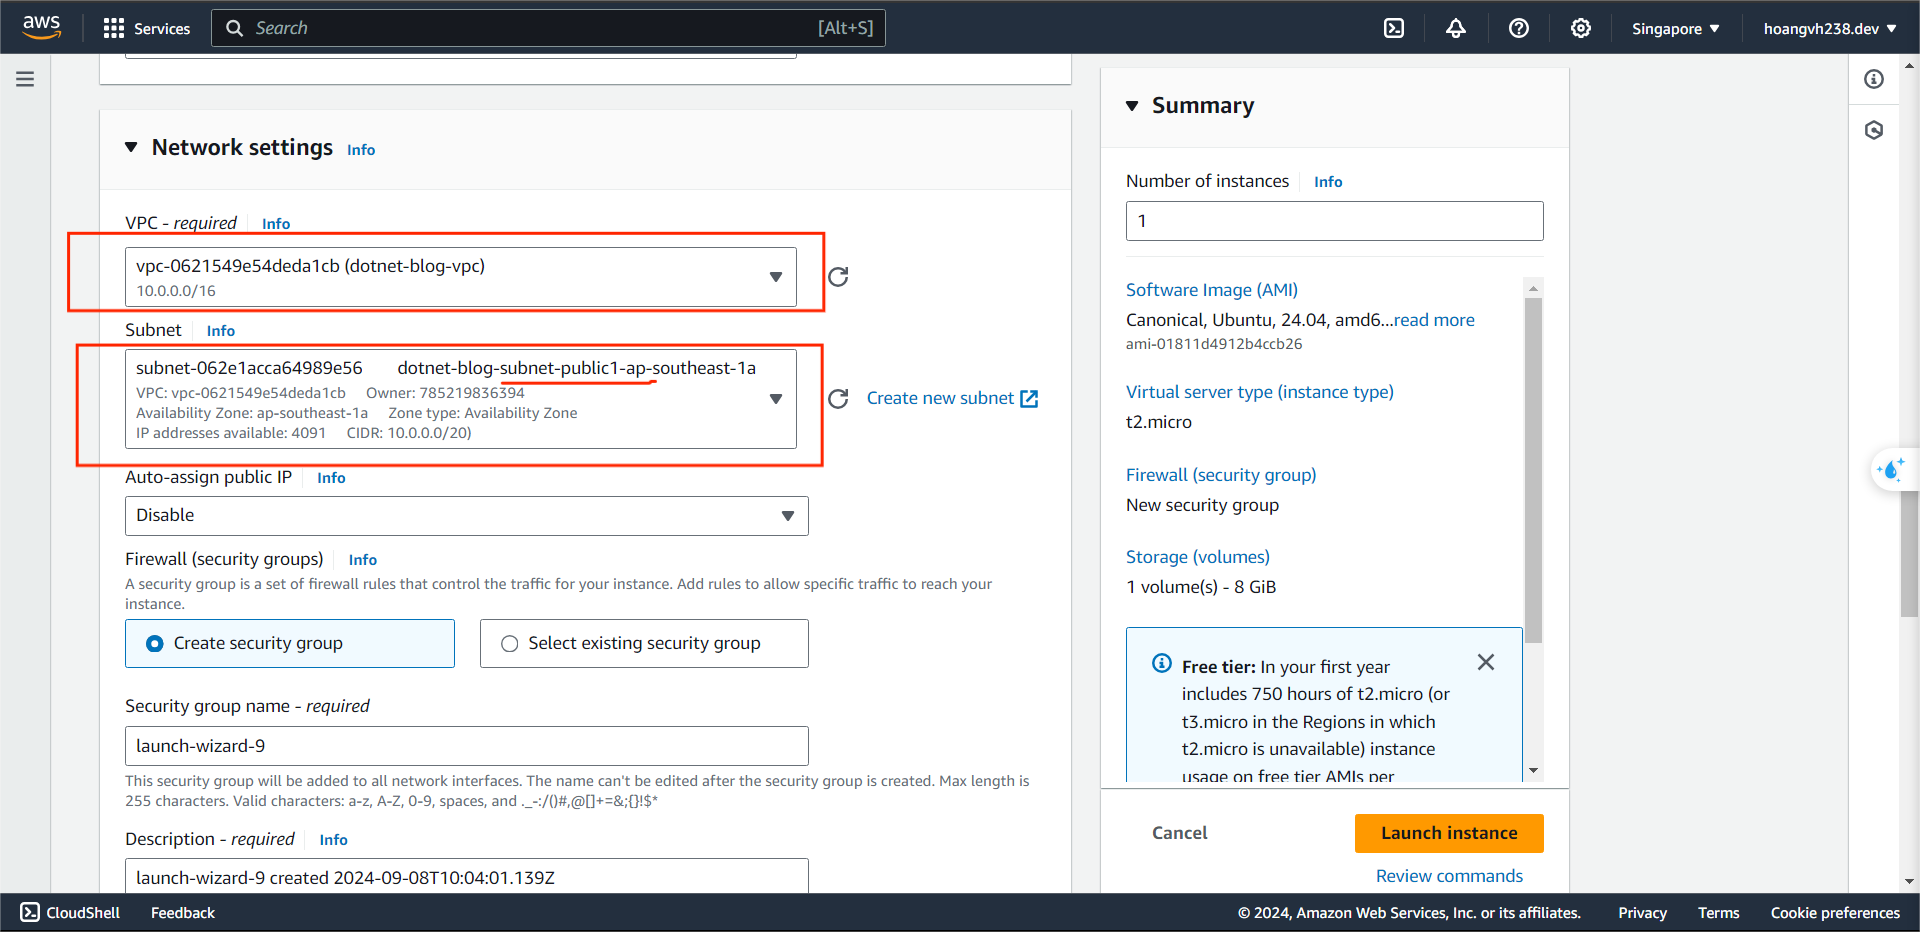 aws
Services
Search
[Alt+S]
Singapore
hoangvh238.dev
Network settings
Info
VPC - required
Info
vpc-0621549e54deda1cb (dotnet-blog-vpc)
10.0.0.0/16
Subnet
Info
subnet-062e1acca64989e56 dotnet-blog-subnet-public1-ap-southeast-1a
VPC: vpc-0621549e54deda1cb Owner: 785219836394
Availability Zone: ap-southeast-1a Zone type: Availability Zone
IP addresses available: 4091 CIDR: 10.0.0.0/20)
Create new subnet
Auto-assign public IP
Info
Disable
Firewall (security groups)
Info
A security group is a set of firewall rules that control the traffic for your instance. Add rules to allow specific traffic to reach your
instance.
Create security group
Select existing security group
Security group name - required
launch-wizard-9
This security group will be added to all network interfaces. The name can't be edited after the security group is created. Max length is
255 characters. Valid characters: a-z, A-Z, 0-9, spaces, and ._-:/()#,@[]+=&;{}!$*
Description - required
Info
launch-wizard-9 created 2024-09-08T10:04:01.139Z
Summary
Number of instances
Info
1
Software Image (AMI)
Canonical, Ubuntu, 24.04, amd6...read more
ami-01811d4912b4ccb26
Virtual server type (instance type)
t2.micro
Firewall (security group)
New security group
Storage (volumes)
1 volume(s) - 8 GiB
Free tier: In your first year
includes 750 hours of t2.micro (or
t3.micro in the Regions in which
t2.micro is unavailable) instance
usage on free tier AMIs per
Cancel
Launch instance
Review commands
CloudShell
Feedback
© 2024, Amazon Web Services, Inc. or its affiliates.
Privacy
Terms
Cookie preferences